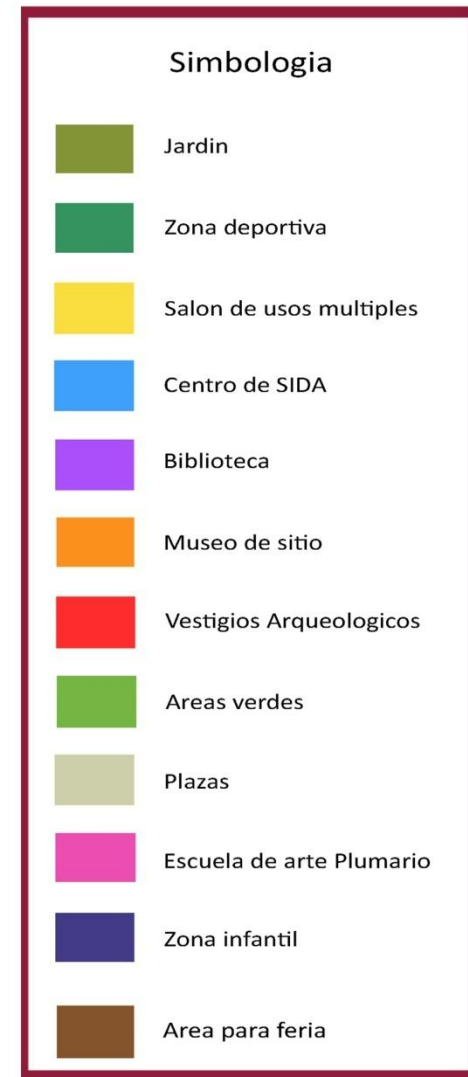 Simbologia
Jardin
Zona deportiva
Salon de usos multiples
Centro de SIDA
Biblioteca
Museo de sitio
Vestigios Arqueologicos
Areas verdes
Plazas
Escuela de arte Plumario
Zona infantil
Area para feria